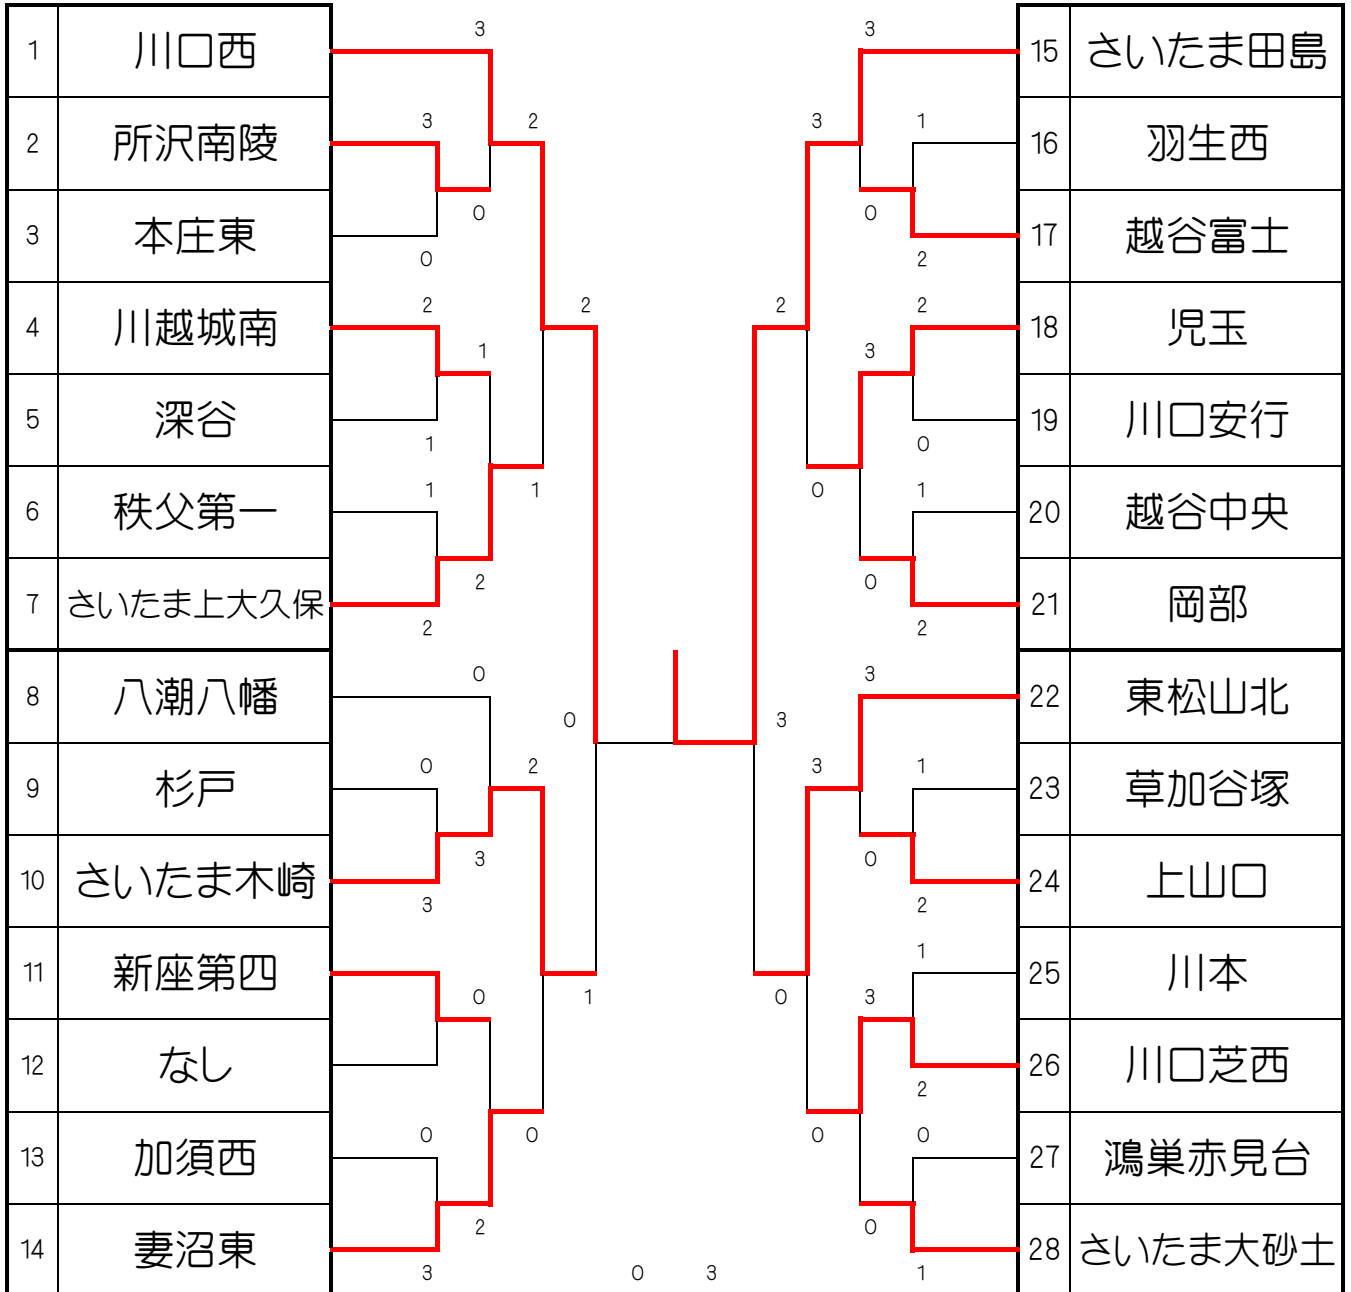 1 川口西
2 所沢南陵
3 本庄東
4 川越城南
5 深谷
6 秩父第一
7 さいたま上大久保
8 八潮八幡
9 杉戸
10 さいたま木崎
11 新座第四
12 なし
13 加須西
14 妻沼東
3
3 2
0
0
2 2
1
1
1 1
2
2
0
0
0 2
3
3
0 1
0 0
2
3
0 3
3
3 1
0
2
2 2
3
0
0 1
0
2
3
3
3 1
0
2
1
0 3
2
0 0
0
1
15 さいたま田島
16 羽生西
17 越谷富士
18 児玉
19 川口安行
20 越谷中央
21 岡部
22 東松山北
23 草加谷塚
24 上山口
25 川本
26 川口芝西
27 鴻巣赤見台
28 さいたま大砂土